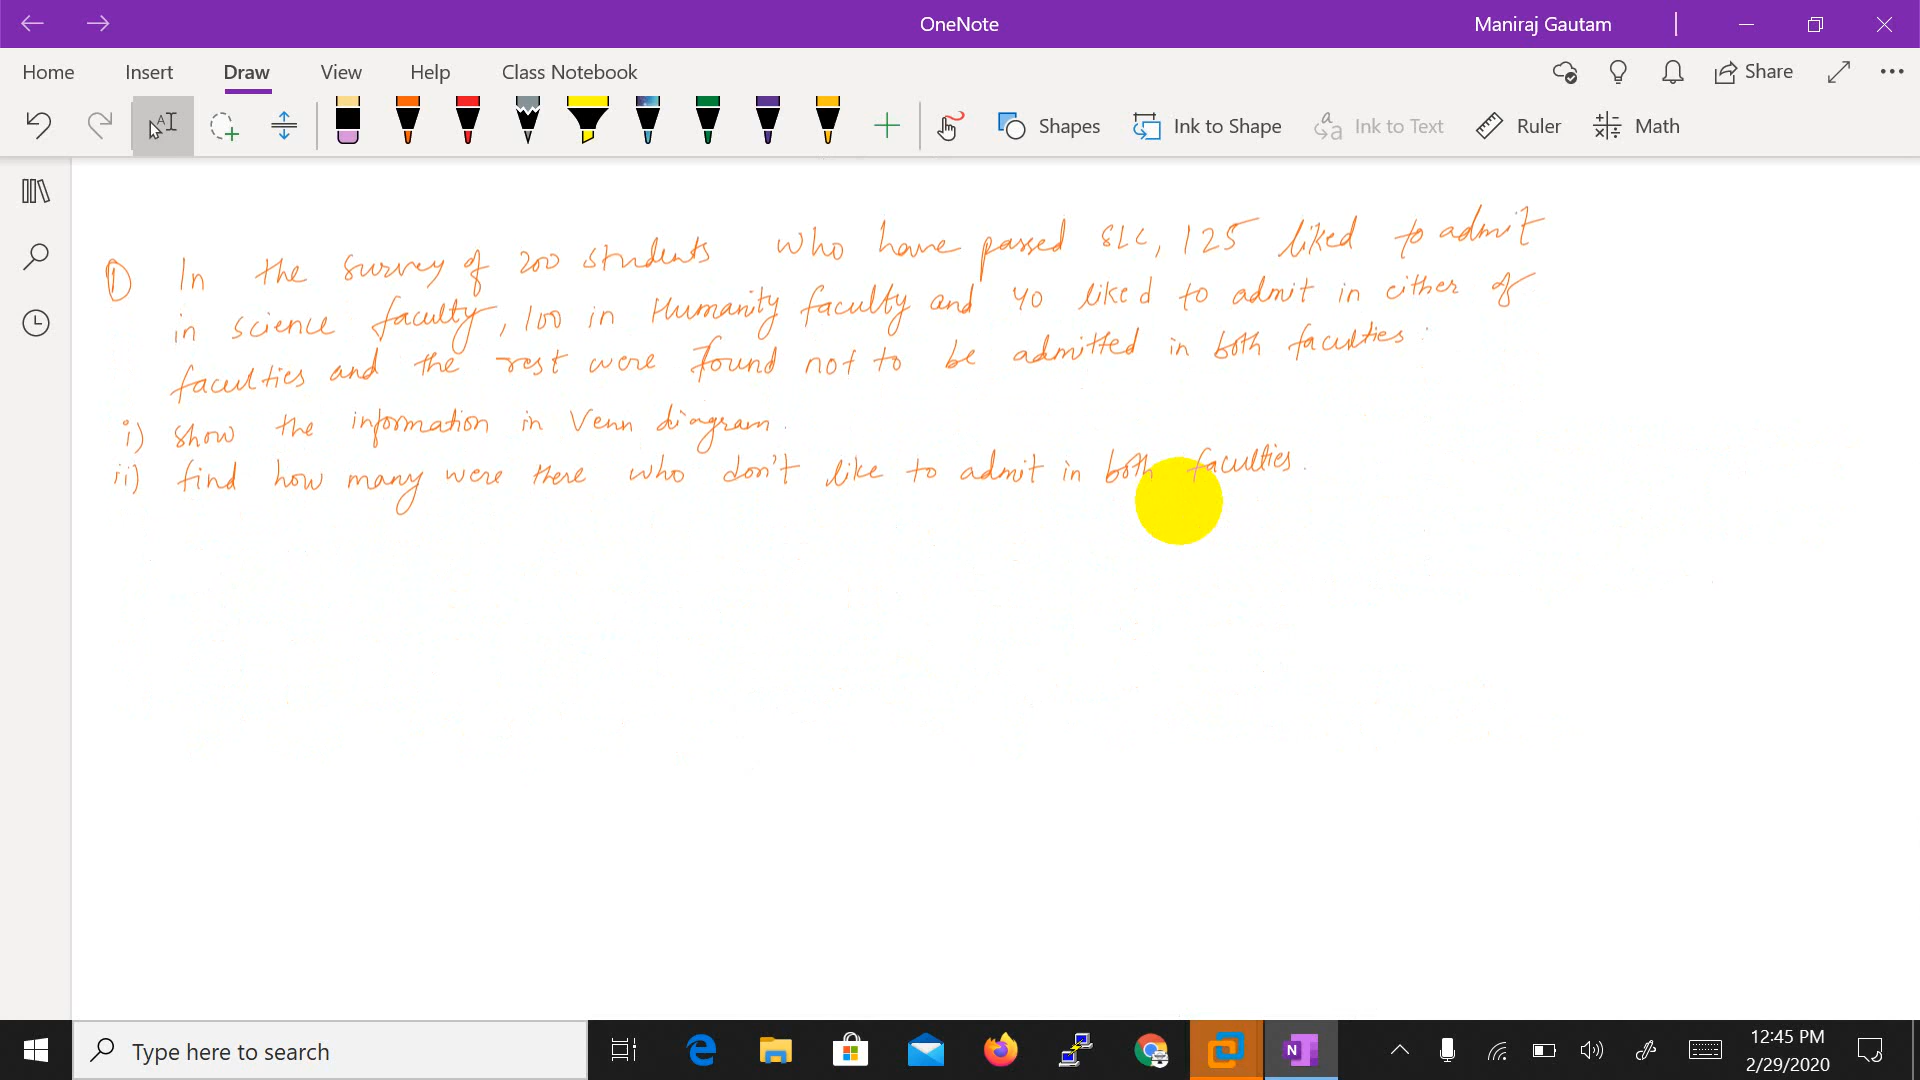 OneNote
Maniraj Gautam
Home Insert Draw View Help Class Notebook
Share
Shapes Ink to Shape Ink to Text Ruler Math
① In the survey of 200 students who have passed SLC, 125 liked to admit
in science faculty, 100 in Humanity faculty and 40 liked to admit in either of
faculties and the rest were found not to be admitted in both faculties.
i) show the information in Venn diagram.
ii) find how many were there who don't like to admit in both faculties.
Type here to search
12:45 PM
2/29/2020